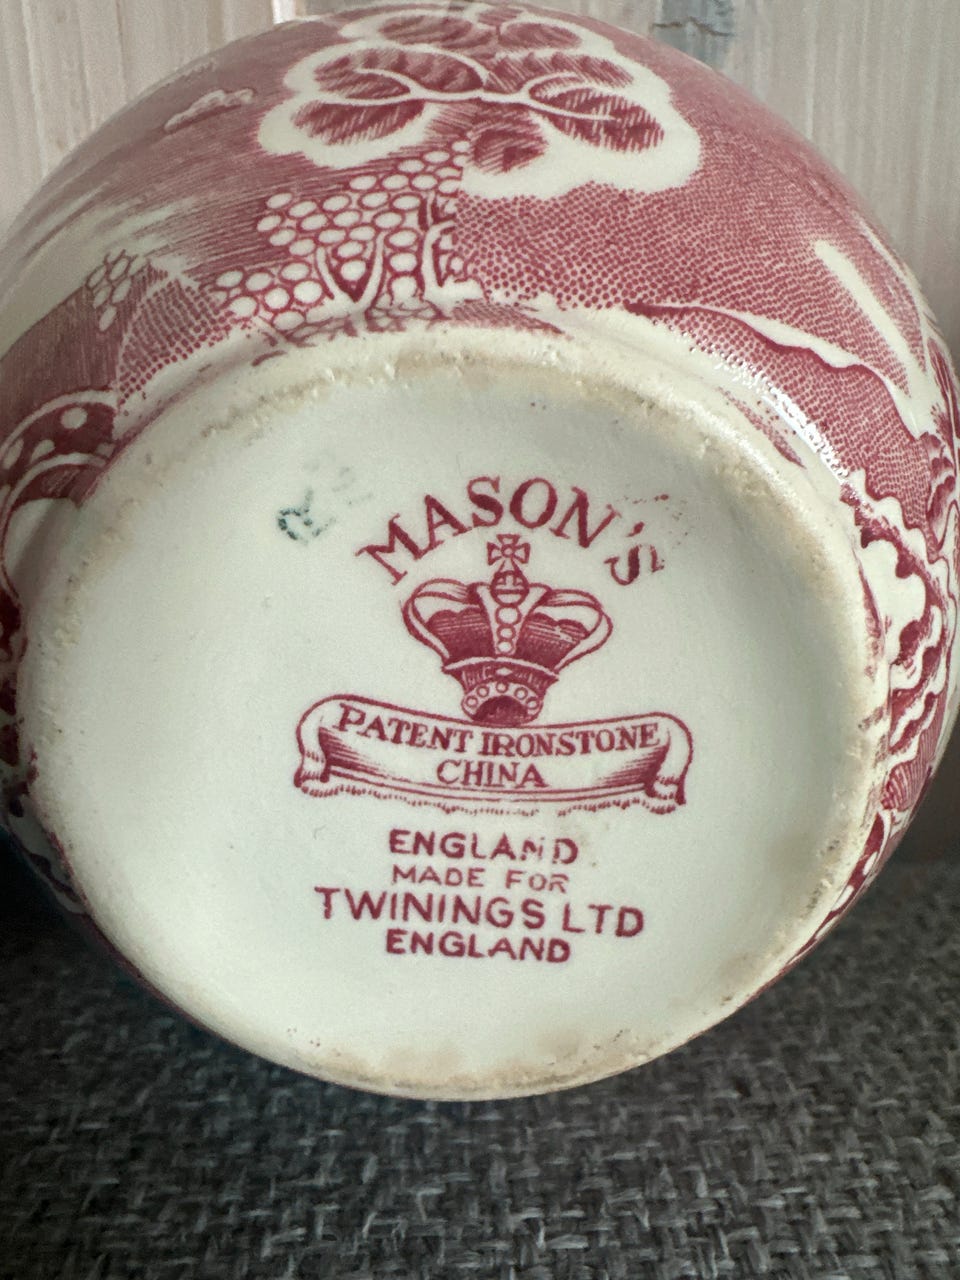 MASON'S
PATENT IRONSTONE
CHINA
ENGLAND
MADE FOR
TWININGS LTD
ENGLAND